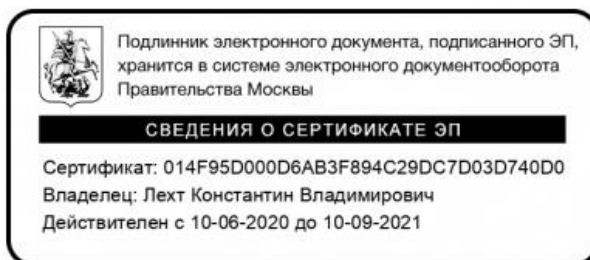 Подлинник электронного документа, подписанного ЭП,
хранится в системе электронного документооборота
Правительства Москвы
СВЕДЕНИЯ О СЕРТИФИКАТЕ ЭП
Сертификат: 014F95D000D6AB3F894C29DC7D03D740D0
Владелец: Лехт Константин Владимирович
Действителен с 10-06-2020 до 10-09-2021